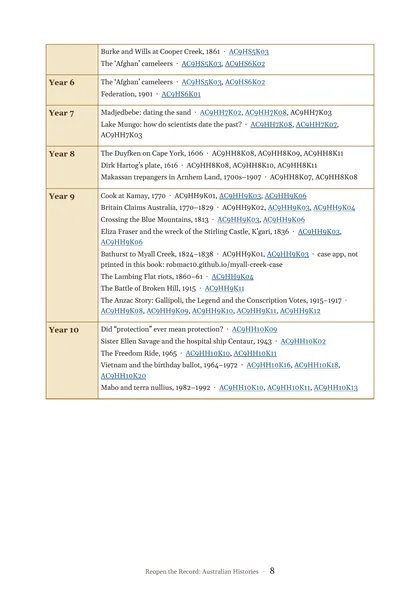 Burke and Wills at Cooper Creek, 1861 · AC9HS5K03
The ‘Afghan’ cameleers · AC9HS5K03, AC9HS6K02
Year 6
The ‘Afghan’ cameleers · AC9HS5K03, AC9HS6K02
Federation, 1901 · AC9HS6K01
Year 7
Madjedbebe: dating the sand · AC9HH7K02, AC9HH7K08, AC9HH7K03
Lake Mungo: how do scientists date the past? · AC9HH7K08, AC9HH7K07,
AC9HH7K03
Year 8
The Duyfken on Cape York, 1606 · AC9HH8K08, AC9HH8K09, AC9HH8K11
Dirk Hartog’s plate, 1616 · AC9HH8K08, AC9HH8K10, AC9HH8K11
Makassan trepangers in Arnhem Land, 1700s–1907 · AC9HH8K07, AC9HH8K08
Year 9
Cook at Kamay, 1770 · AC9HH9K01, AC9HH9K03, AC9HH9K06
Britain Claims Australia, 1770–1829 · AC9HH9K02, AC9HH9K03, AC9HH9K04
Crossing the Blue Mountains, 1813 · AC9HH9K03, AC9HH9K06
Eliza Fraser and the wreck of the Stirling Castle, K’gari, 1836 · AC9HH9K03,
AC9HH9K06
Bathurst to Myall Creek, 1824–1838 · AC9HH9K01, AC9HH9K03 · case app, not
printed in this book: robmac10.github.io/myall-creek-case
The Lambing Flat riots, 1860–61 · AC9HH9K04
The Battle of Broken Hill, 1915 · AC9HH9K11
The Anzac Story: Gallipoli, the Legend and the Conscription Votes, 1915–1917 ·
AC9HH9K08, AC9HH9K09, AC9HH9K10, AC9HH9K11, AC9HH9K12
Year 10
Did “protection” ever mean protection? · AC9HH10K09
Sister Ellen Savage and the hospital ship Centaur, 1943 · AC9HH10K02
The Freedom Ride, 1965 · AC9HH10K10, AC9HH10K11
Vietnam and the birthday ballot, 1964–1972 · AC9HH10K16, AC9HH10K18,
AC9HH10K20
Mabo and terra nullius, 1982–1992 · AC9HH10K10, AC9HH10K11, AC9HH10K13
Reopen the Record: Australian Histories · 8